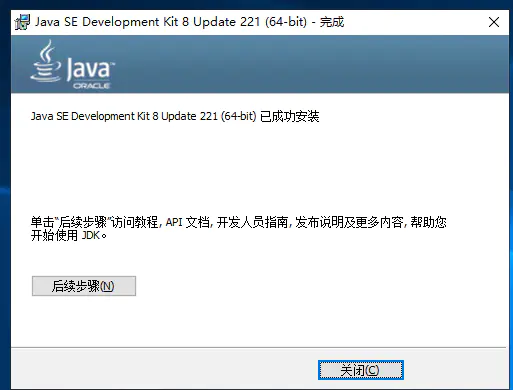 Java SE Development Kit 8 Update 221 (64-bit) - 完成
Java
ORACLE
Java SE Development Kit 8 Update 221 (64-bit) 已成功安装
单击“后续步骤”访问教程, API 文档, 开发人员指南, 发布说明及更多内容, 帮助您
开始使用 JDK。
后续步骤(N)
关闭(C)